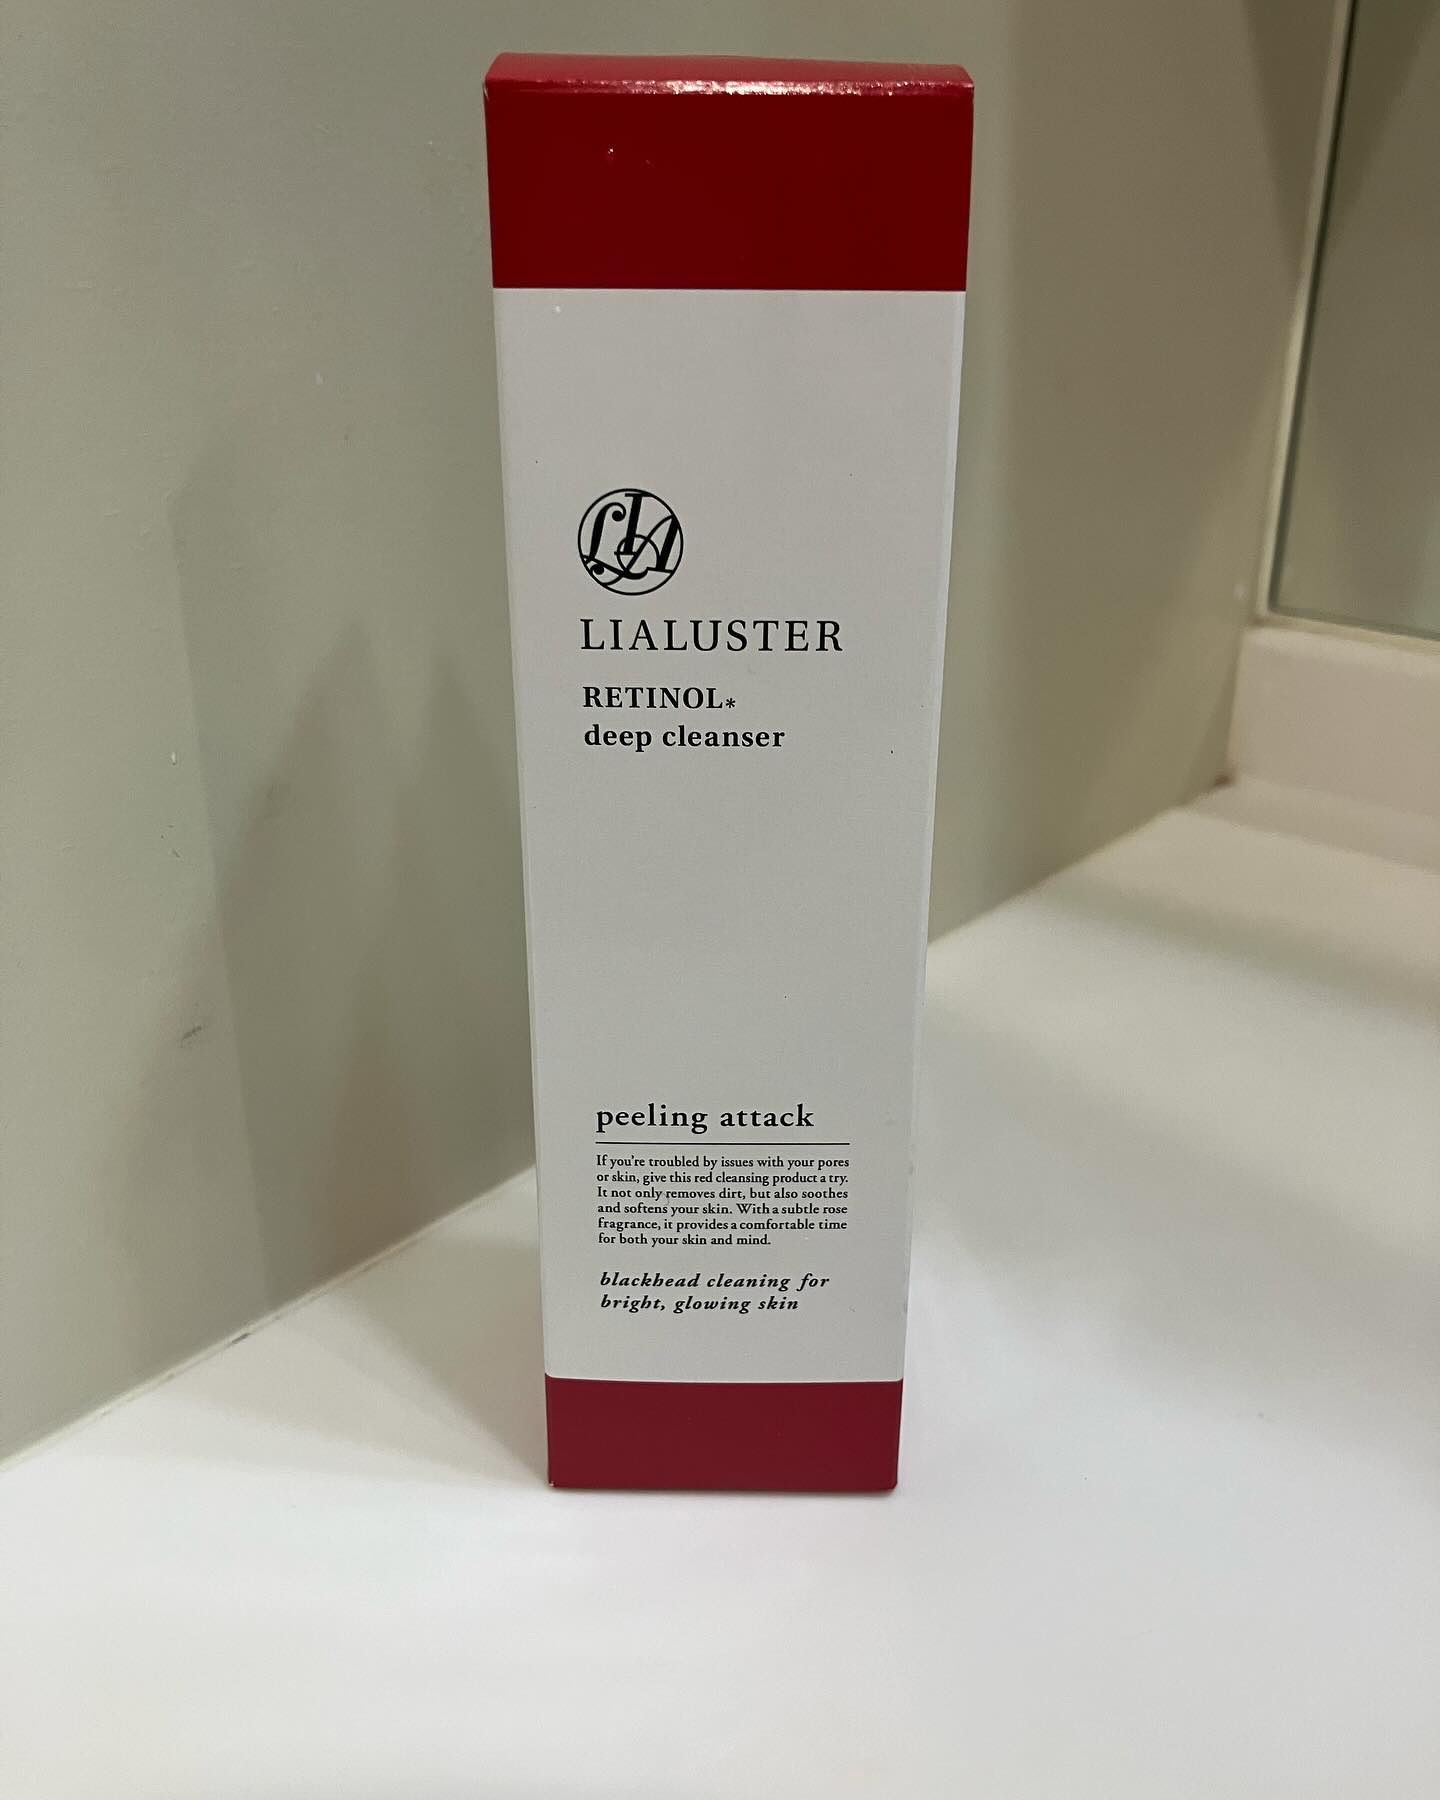 LIA
LIALUSTER
RETINOL*
deep cleanser
peeling attack
If you're troubled by issues with your pores
or skin, give this red cleansing product a try.
It not only removes dirt, but also soothes
and softens your skin. With a subtle rose
fragrance, it provides a comfortable time
for both your skin and mind.
blackhead cleaning for
bright, glowing skin